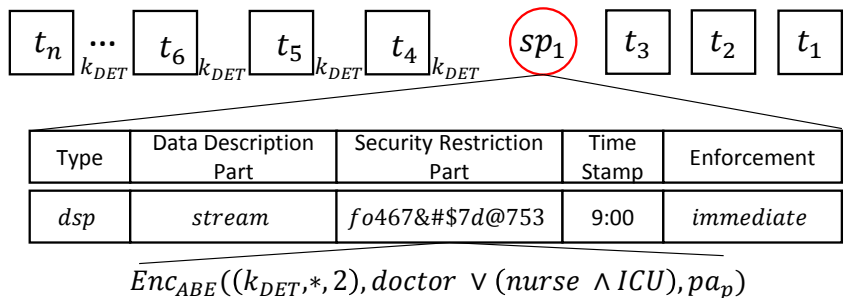 t_n ... t_6 t_5 t_4 sp_1 t_3 t_2 t_1
k_DET k_DET k_DET k_DET
Type Data Description Part Security Restriction Part Time Stamp Enforcement
dsp stream fo467&#$7d@753 9:00 immediate
Enc_ABE((k_DET,*,2),doctor ∨ (nurse ∧ ICU),pa_p)